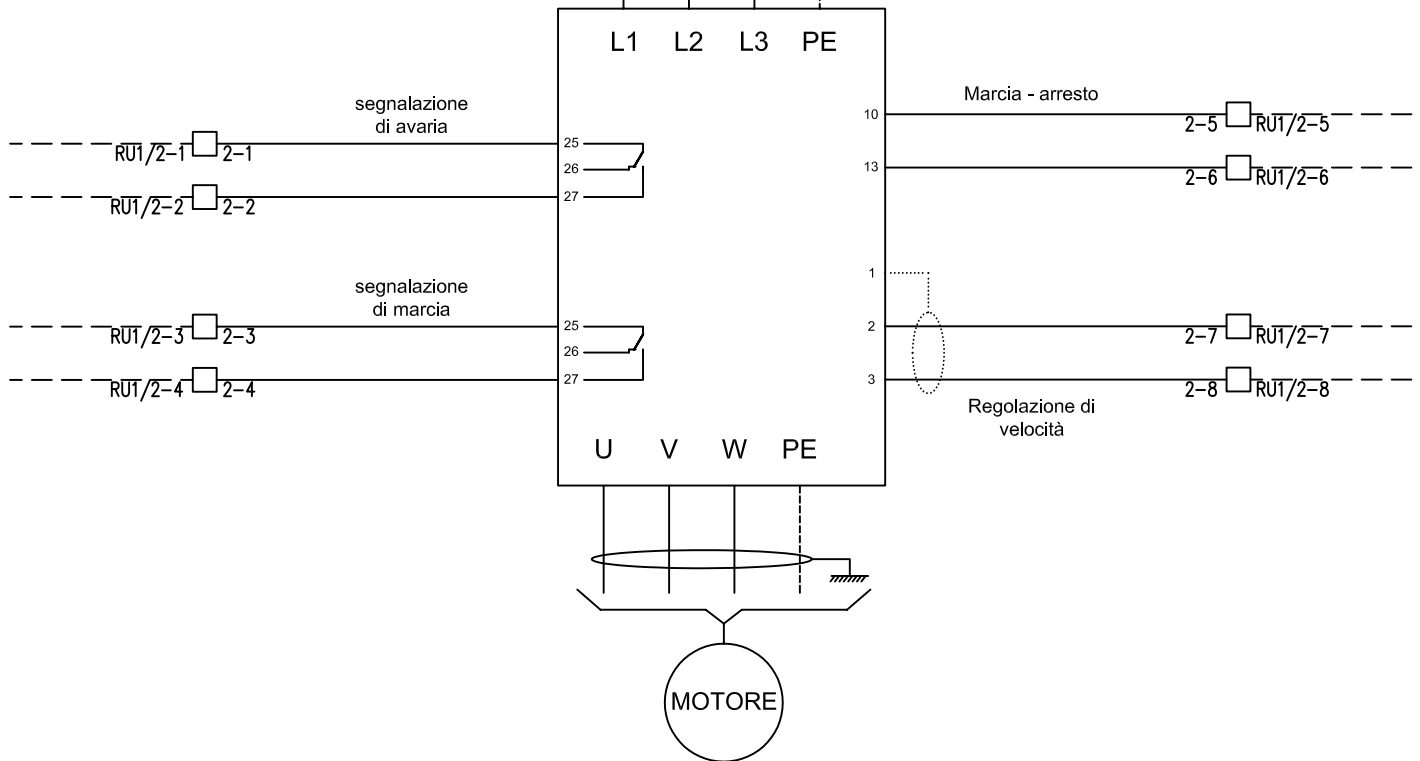 L1 L2 L3 PE
segnalazione
di avaria
RU1/2-1 2-1
RU1/2-2 2-2
25
26
27
segnalazione
di marcia
RU1/2-3 2-3
RU1/2-4 2-4
25
26
27
Marcia - arresto
10 2-5 RU1/2-5
13 2-6 RU1/2-6
1
2 2-7 RU1/2-7
3 2-8 RU1/2-8
Regolazione di
velocità
U V W PE
MOTORE